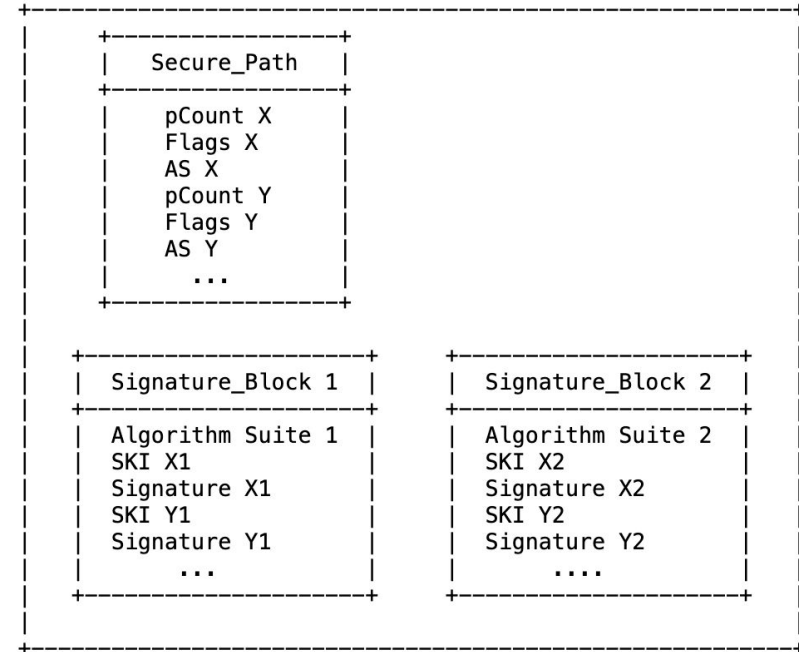 Secure_Path
pCount X
Flags X
AS X
pCount Y
Flags Y
AS Y
...
Signature_Block 1
Algorithm Suite 1
SKI X1
Signature X1
SKI Y1
Signature Y1
...
Signature_Block 2
Algorithm Suite 2
SKI X2
Signature X2
SKI Y2
Signature Y2
....